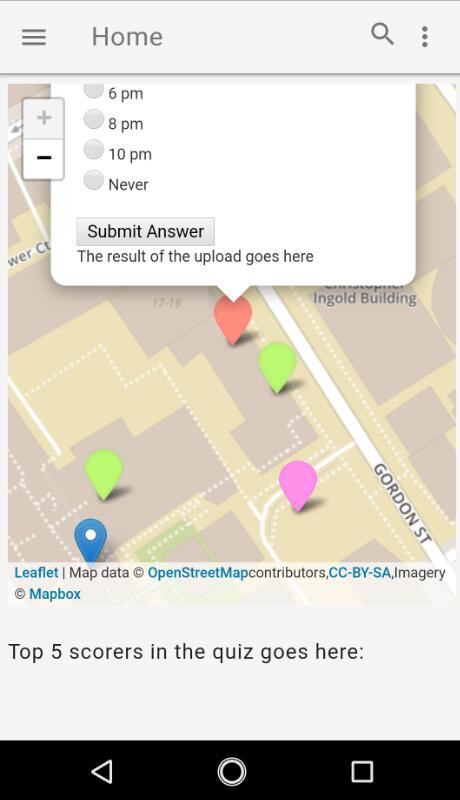 Home
6 pm
+
8 pm
10 pm
−
Never
Submit Answer
The result of the upload goes here
wer Ct
17-19
Christopher
Ingold Building
GORDON ST
Leaflet | Map data © OpenStreetMapcontributors,CC-BY-SA,Imagery
© Mapbox
Top 5 scorers in the quiz goes here: